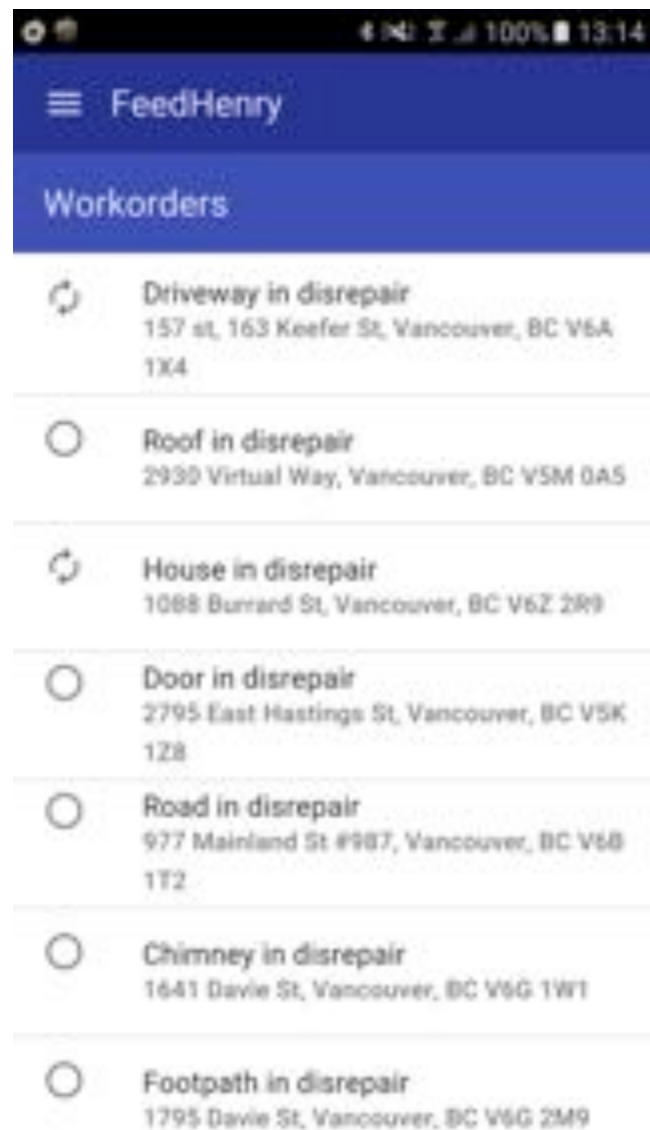 100% 13:14
FeedHenry
Workorders
Driveway in disrepair
157 st, 163 Keefer St, Vancouver, BC V6A
1X4
Roof in disrepair
2930 Virtual Way, Vancouver, BC V5M 0A5
House in disrepair
1088 Burrard St, Vancouver, BC V6Z 2R9
Door in disrepair
2795 East Hastings St, Vancouver, BC V5K
1Z8
Road in disrepair
977 Mainland St #987, Vancouver, BC V6B
1T2
Chimney in disrepair
1641 Davie St, Vancouver, BC V6G 1W1
Footpath in disrepair
1795 Davie St, Vancouver, BC V6G 2M9